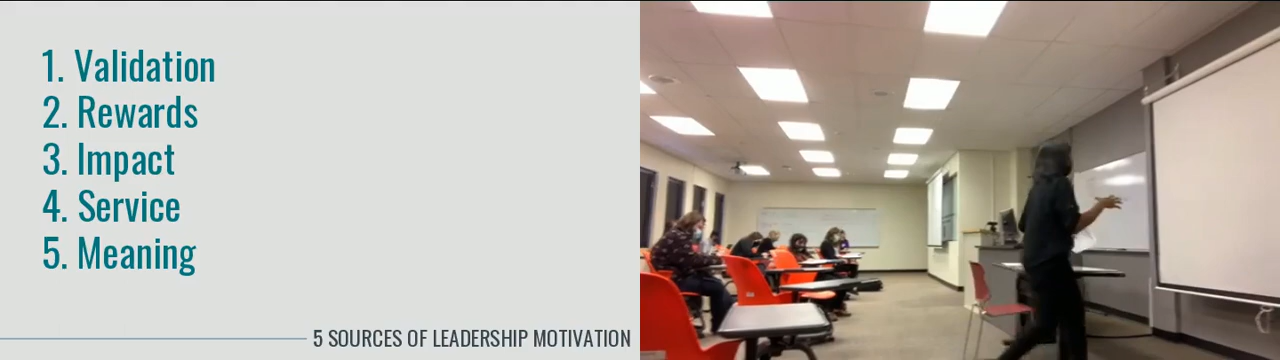 1. Validation
2. Rewards
3. Impact
4. Service
5. Meaning
5 SOURCES OF LEADERSHIP MOTIVATION